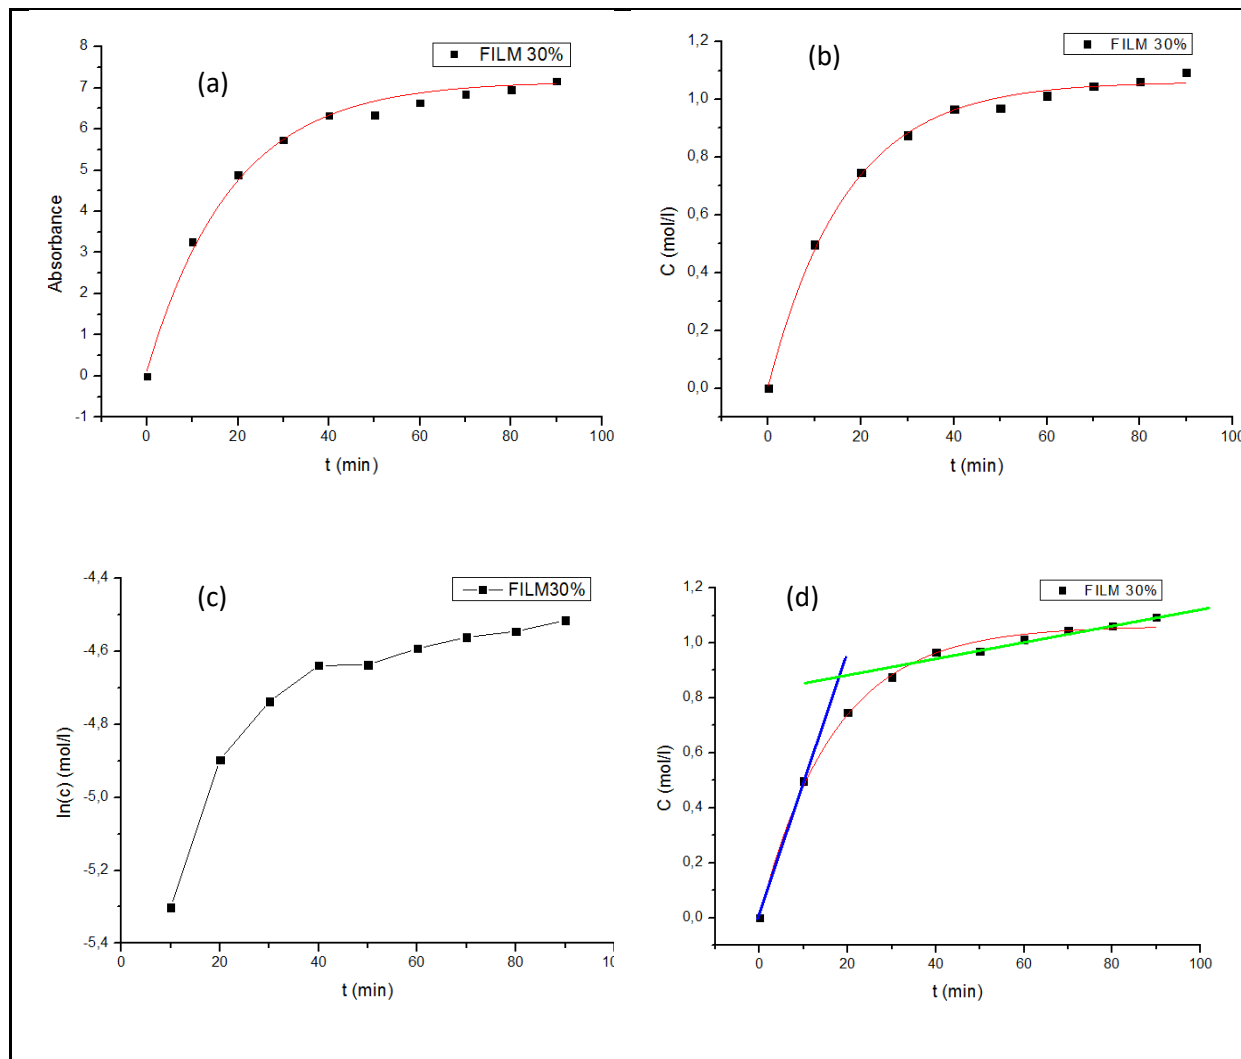 (a)
FILM 30%
8
7
6
5
4
3
2
1
0
-1
Absorbance
0 20 40 60 80 100
t (min)
(b)
FILM 30%
1,2
1,0
0,8
0,6
0,4
0,2
0,0
C (mol/l)
0 20 40 60 80 100
t (min)
(c)
FILM30%
-4,4
-4,6
-4,8
-5,0
-5,2
-5,4
ln(c) (mol/l)
0 20 40 60 80 10
t (min)
(d)
FILM 30%
1,2
1,0
0,8
0,6
0,4
0,2
0,0
C (mol/l)
0 20 40 60 80 100
t (min)